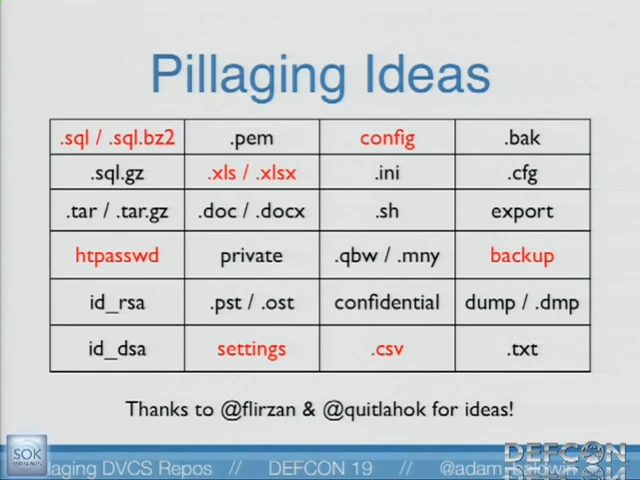 Pillaging Ideas
.sql / .sql.bz2 .pem config .bak
.sql.gz .xls / .xlsx .ini .cfg
.tar / .tar.gz .doc / .docx .sh export
htpasswd private .qbw / .mny backup
id_rsa .pst / .ost confidential dump / .dmp
id_dsa settings .csv .txt
Thanks to @flirzan & @quitlahok for ideas!
SOK
PRESENTS
DEFCON
aging DVCS Repos // DEFCON 19 // @adam_baldwin